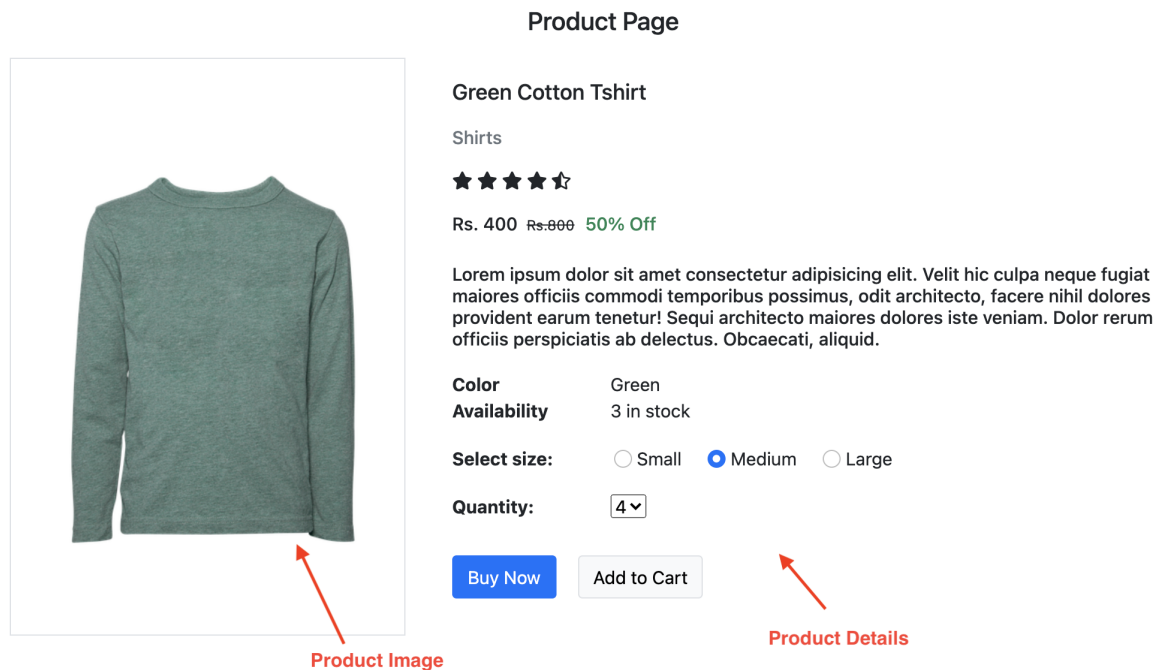 Product Page
Green Cotton Tshirt
Shirts
Rs. 400 Rs.800 50% Off
Lorem ipsum dolor sit amet consectetur adipisicing elit. Velit hic culpa neque fugiat
maiores officiis commodi temporibus possimus, odit architecto, facere nihil dolores
provident earum tenetur! Sequi architecto maiores dolores iste veniam. Dolor rerum
officiis perspiciatis ab delectus. Obcaecati, aliquid.
Color Green
Availability 3 in stock
Select size: Small Medium Large
Quantity: 4
Buy Now Add to Cart
Product Details
Product Image